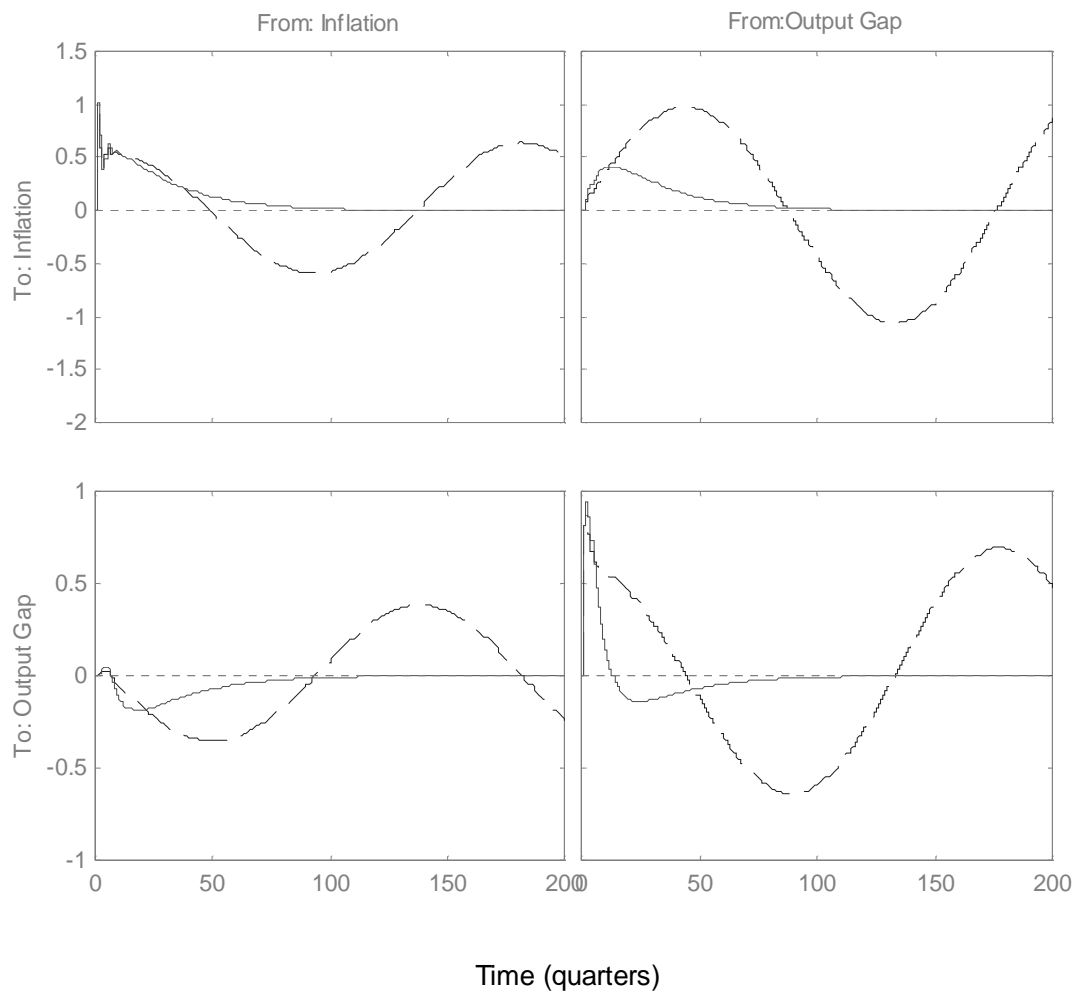 From: Inflation
From:Output Gap
1.5
1
0.5
0
-0.5
-1
-1.5
-2
To: Inflation
1
0.5
0
-0.5
-1
To: Output Gap
0 50 100 150 200
0 50 100 150 200
Time (quarters)